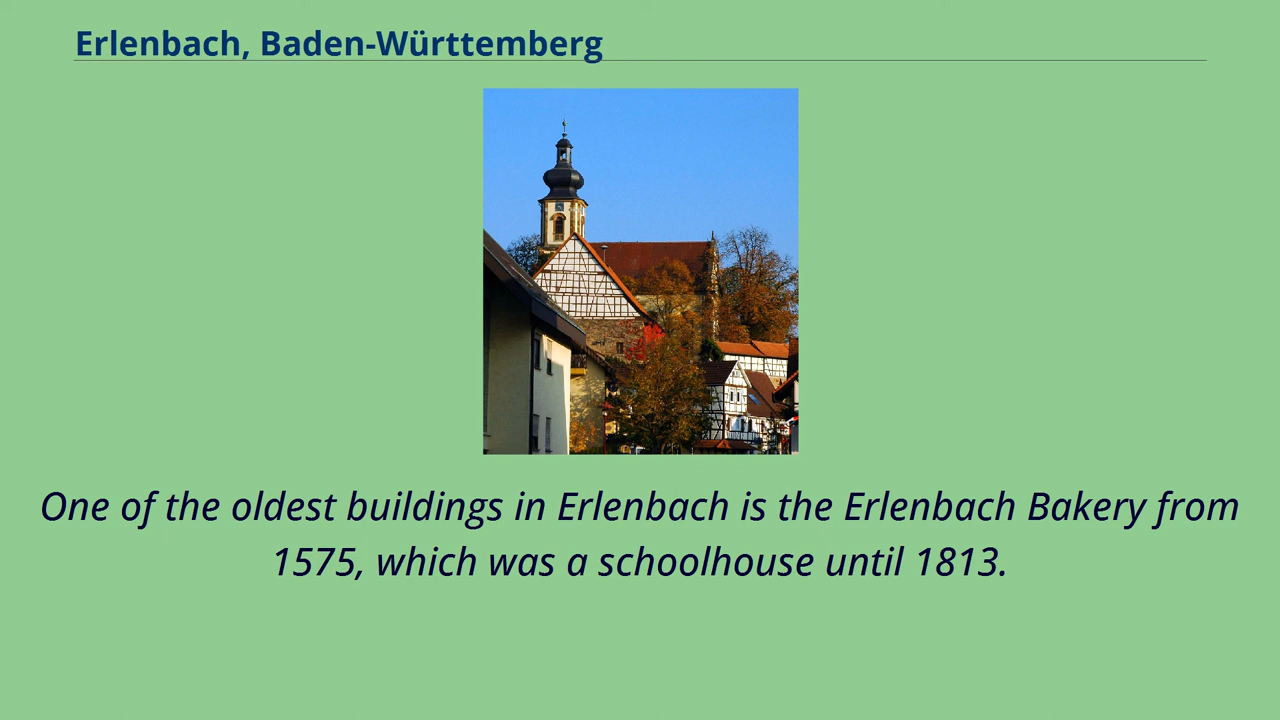 Erlenbach, Baden-Württemberg
One of the oldest buildings in Erlenbach is the Erlenbach Bakery from
1575, which was a schoolhouse until 1813.